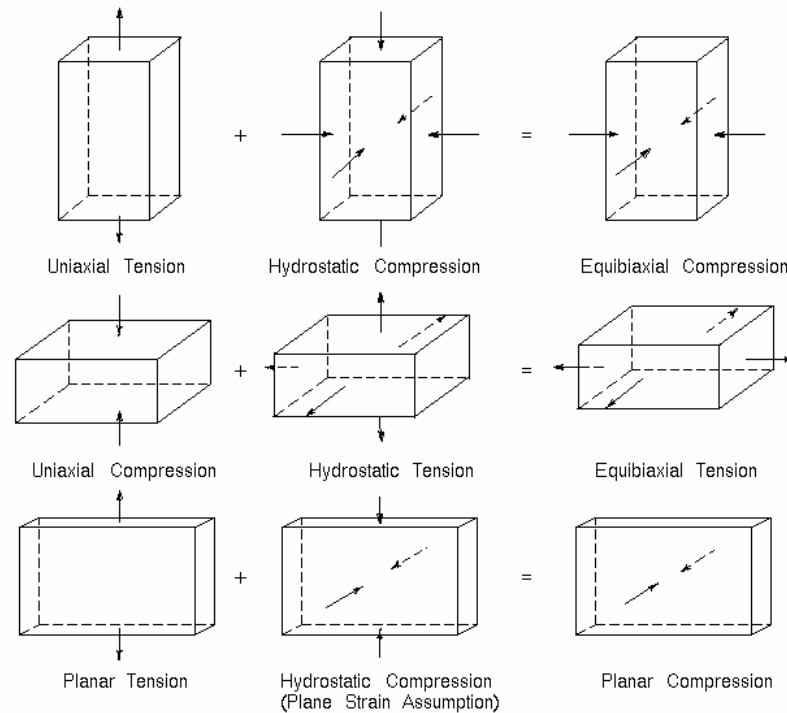 +
=
Uniaxial Tension
Hydrostatic Compression
Equibiaxial Compression
+
=
Uniaxial Compression
Hydrostatic Tension
Equibiaxial Tension
+
=
Planar Tension
Hydrostatic Compression
(Plane Strain Assumption)
Planar Compression